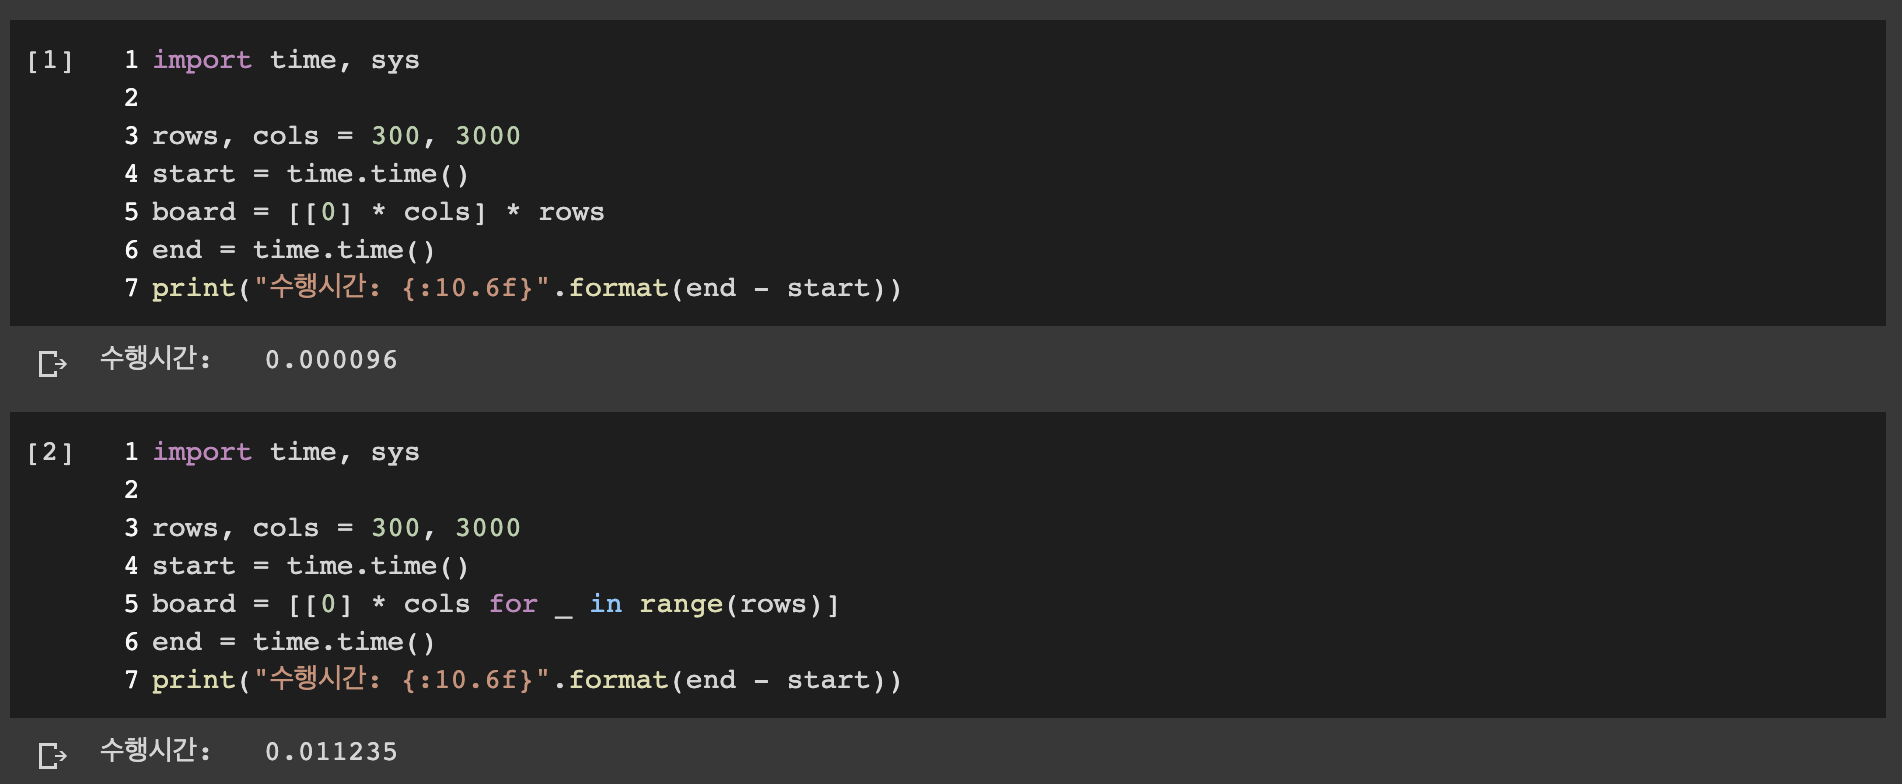 [1] 1 import time, sys
2
3 rows, cols = 300, 3000
4 start = time.time()
5 board = [[0] * cols] * rows
6 end = time.time()
7 print("수행시간: {:10.6f}".format(end - start))
수행시간:   0.000096
[2] 1 import time, sys
2
3 rows, cols = 300, 3000
4 start = time.time()
5 board = [[0] * cols for _ in range(rows)]
6 end = time.time()
7 print("수행시간: {:10.6f}".format(end - start))
수행시간:   0.011235